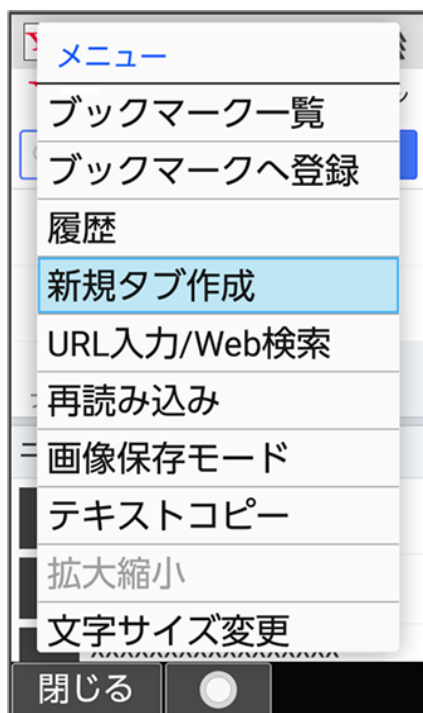 メニュー
ブックマーク一覧
ブックマークへ登録
履歴
新規タブ作成
URL入力/Web検索
再読み込み
画像保存モード
テキストコピー
拡大縮小
文字サイズ変更
閉じる